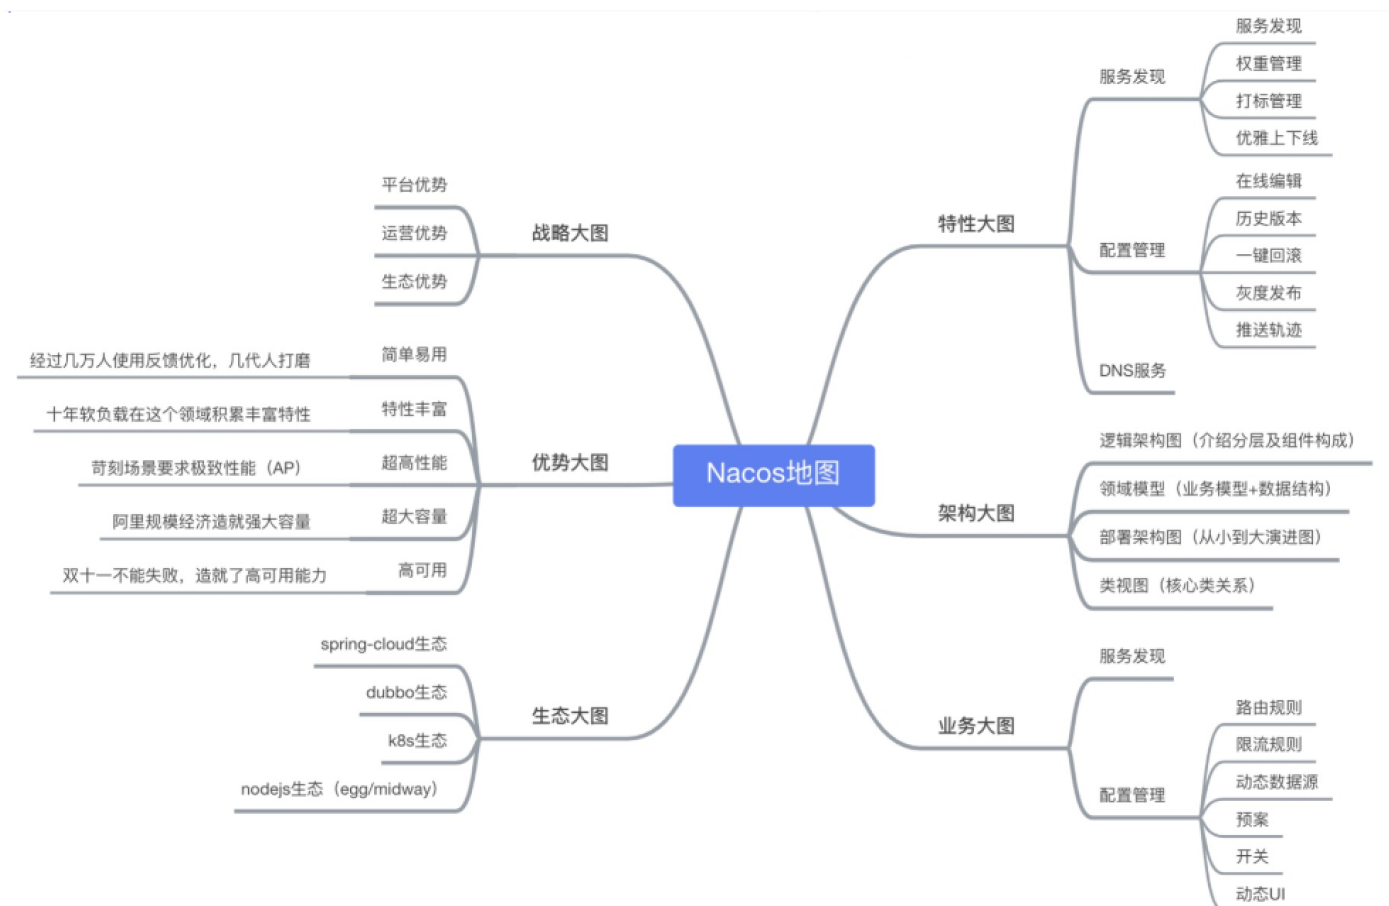 Nacos地图
特性大图
服务发现
服务发现
权重管理
打标管理
优雅上下线
配置管理
在线编辑
历史版本
一键回滚
灰度发布
推送轨迹
DNS服务
架构大图
逻辑架构图（介绍分层及组件构成）
领域模型（业务模型+数据结构）
部署架构图（从小到大演进图）
类视图（核心类关系）
业务大图
服务发现
配置管理
路由规则
限流规则
动态数据源
预案
开关
动态UI
战略大图
平台优势
运营优势
生态优势
优势大图
简单易用
经过几万人使用反馈优化，几代人打磨
特性丰富
十年软负载在这个领域积累丰富特性
超高性能
苛刻场景要求极致性能（AP）
超大容量
阿里规模经济造就强大容量
高可用
双十一不能失败，造就了高可用能力
生态大图
spring-cloud生态
dubbo生态
k8s生态
nodejs生态（egg/midway）